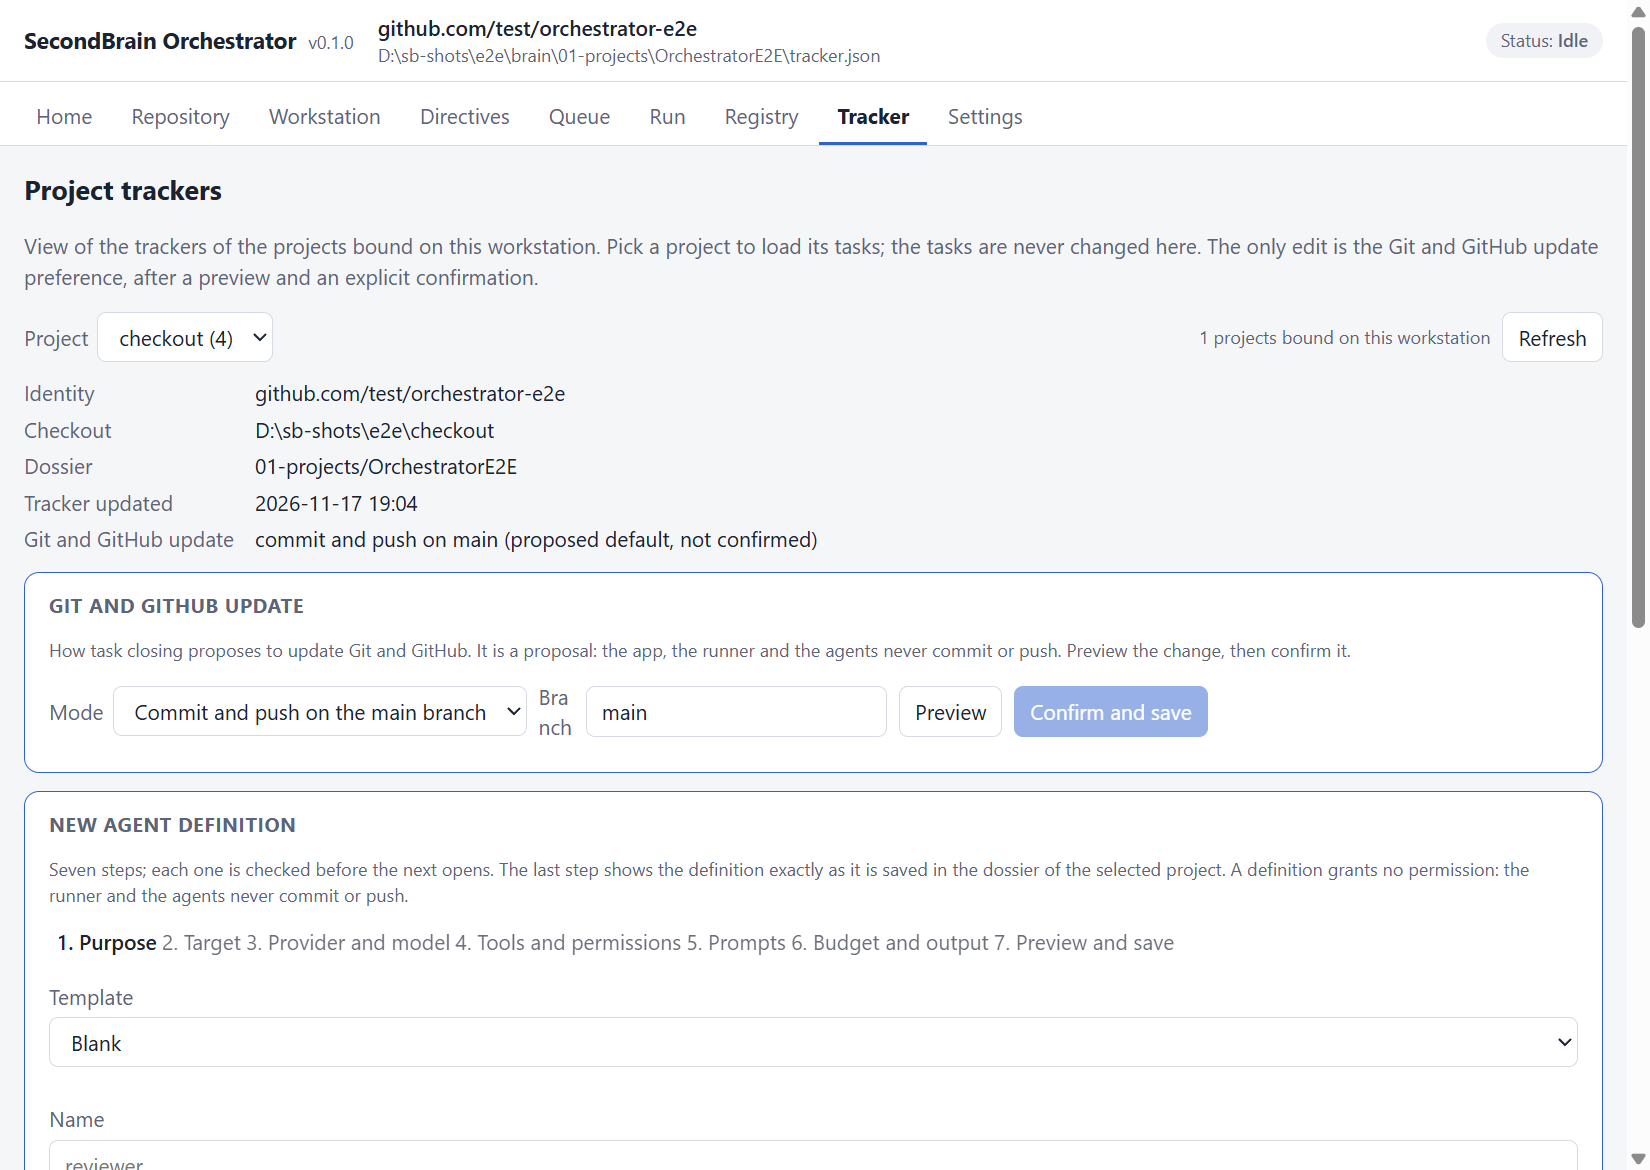 SecondBrain Orchestrator v0.1.0
github.com/test/orchestrator-e2e
D:\sb-shots\e2e\brain\01-projects\OrchestratorE2E\tracker.json
Status: Idle
Home Repository Workstation Directives Queue Run Registry Tracker Settings
Project trackers
View of the trackers of the projects bound on this workstation. Pick a project to load its tasks; the tasks are never changed here. The only edit is the Git and GitHub update
preference, after a preview and an explicit confirmation.
Project checkout (4) 1 projects bound on this workstation Refresh
Identity github.com/test/orchestrator-e2e
Checkout D:\sb-shots\e2e\checkout
Dossier 01-projects/OrchestratorE2E
Tracker updated 2026-11-17 19:04
Git and GitHub update commit and push on main (proposed default, not confirmed)
GIT AND GITHUB UPDATE
How task closing proposes to update Git and GitHub. It is a proposal: the app, the runner and the agents never commit or push. Preview the change, then confirm it.
Mode Commit and push on the main branch
Bra
nch
main Preview Confirm and save
NEW AGENT DEFINITION
Seven steps; each one is checked before the next opens. The last step shows the definition exactly as it is saved in the dossier of the selected project. A definition grants no permission: the
runner and the agents never commit or push.
1. Purpose 2. Target 3. Provider and model 4. Tools and permissions 5. Prompts 6. Budget and output 7. Preview and save
Template
Blank
Name
reviewer